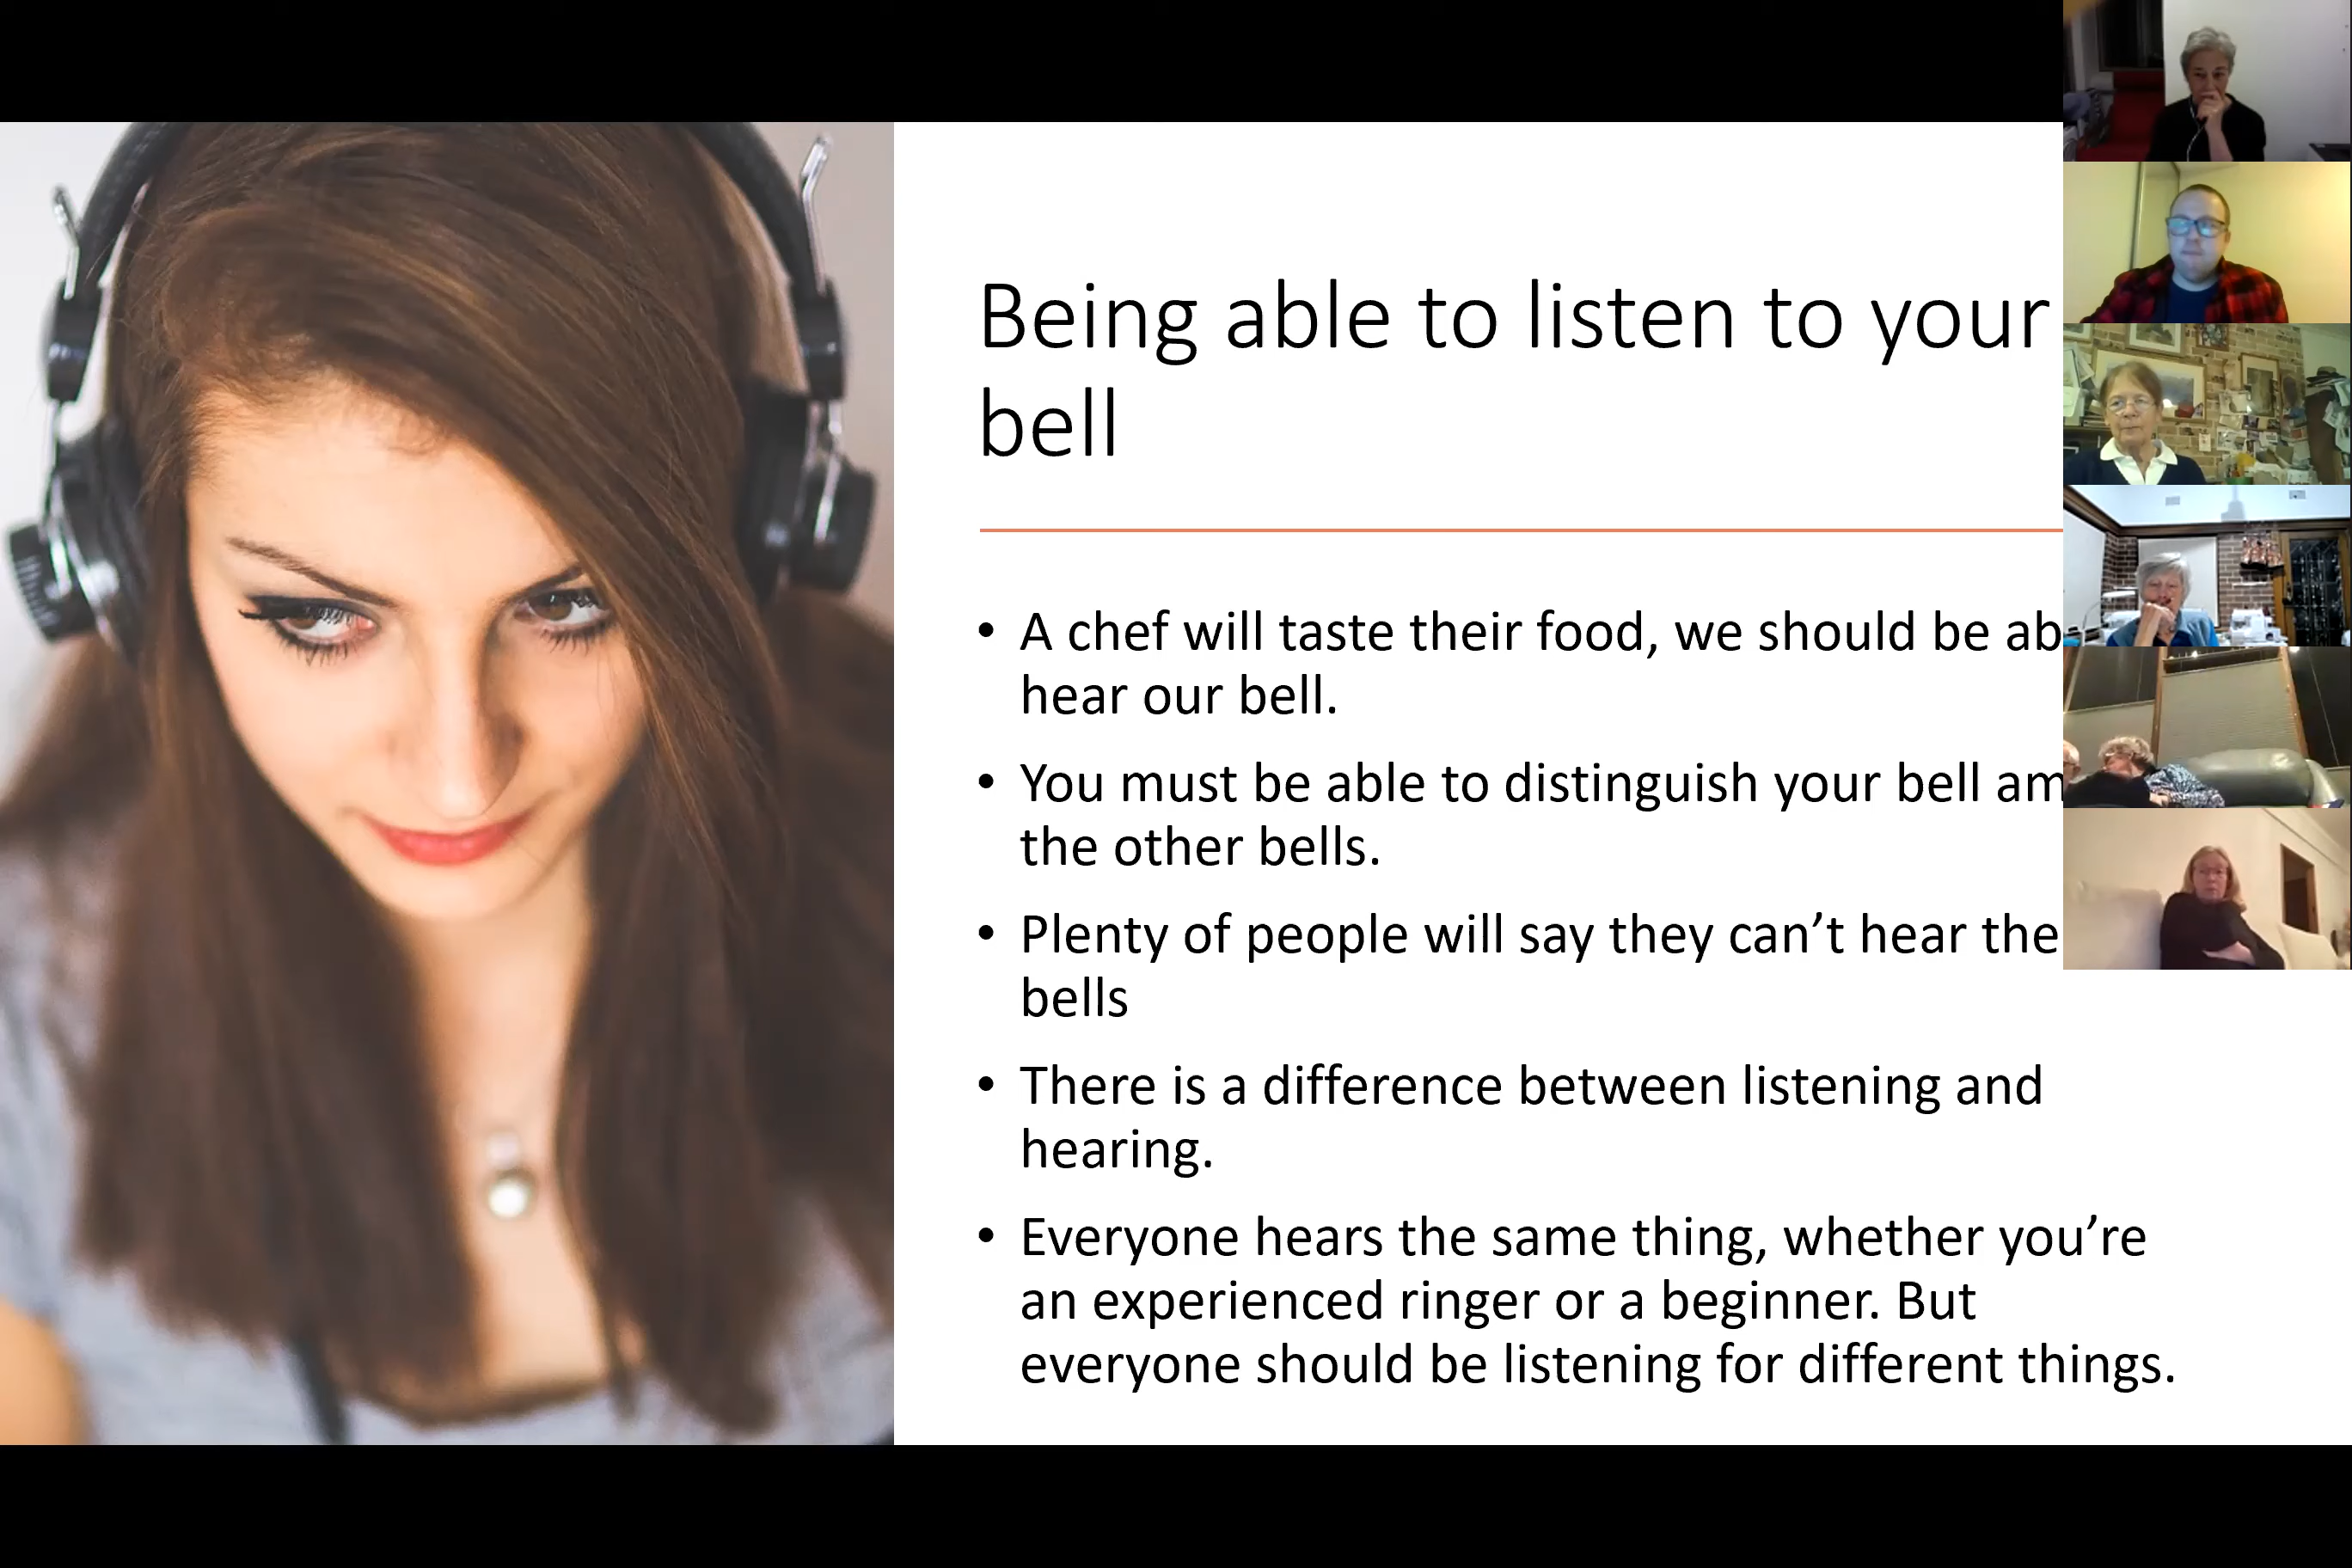 Being able to listen to your
bell
• A chef will taste their food, we should be
hear our bell.
• You must be able to distinguish your bell
the other bells.
• Plenty of people will say they can’t hear the
bells
• There is a difference between listening and
hearing.
• Everyone hears the same thing, whether you’re
an experienced ringer or a beginner. But
everyone should be listening for different things.